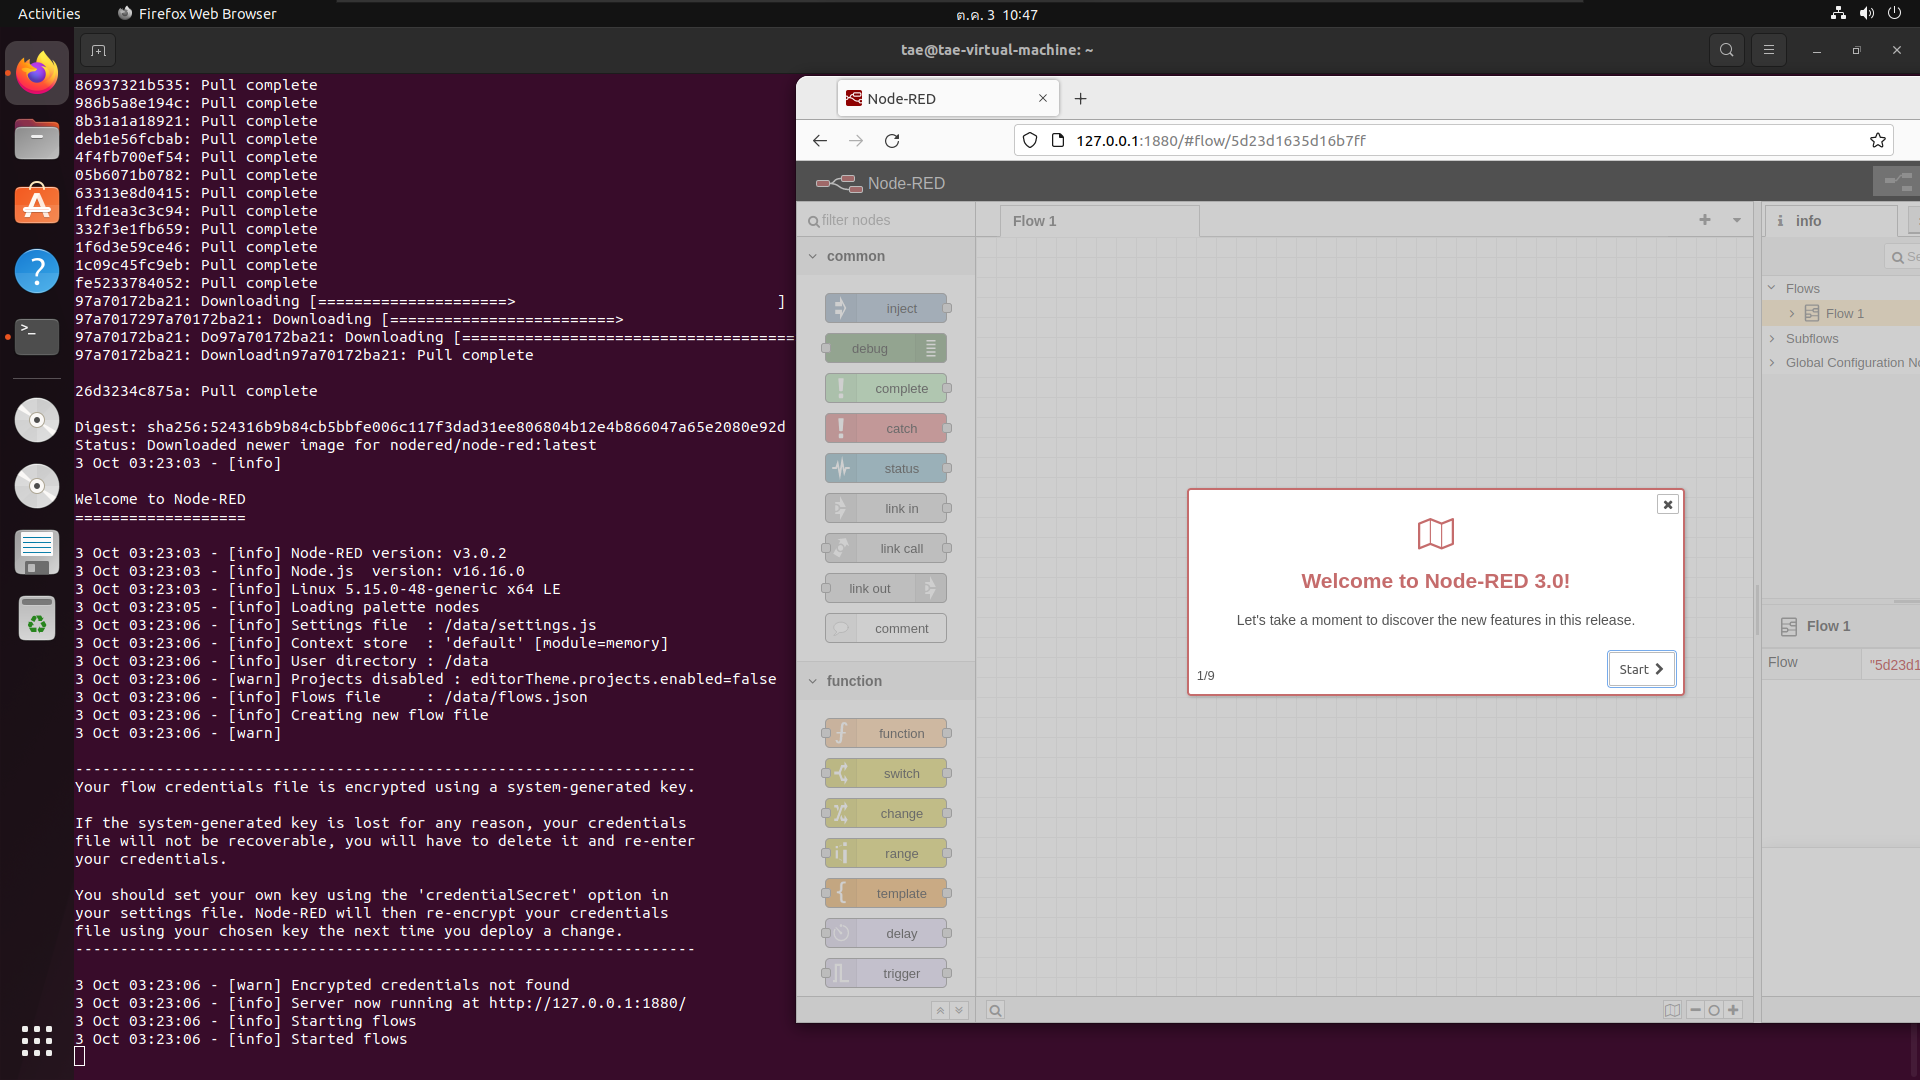 Activities
Firefox Web Browser
ต.ค. 3 10:47
tae@tae-virtual-machine: ~
86937321b535: Pull complete
986b5a8e194c: Pull complete
8b31a1a18921: Pull complete
deb1e56fcbab: Pull complete
4f4fb700ef54: Pull complete
05b6071b0782: Pull complete
63313e8d0415: Pull complete
1fd1ea3c3c94: Pull complete
332f3e1fb659: Pull complete
1f6d3e59ce46: Pull complete
1c09c45fc9eb: Pull complete
fe5233784052: Pull complete
97a70172ba21: Downloading [=====================>                              ]
97a7017297a70172ba21: Downloading [=========================>
97a70172ba21: Do97a70172ba21: Downloading [=====================================
97a70172ba21: Downloadin97a70172ba21: Pull complete
26d3234c875a: Pull complete
Digest: sha256:524316b9b84cb5bbfe006c117f3dad31ee806804b12e4b866047a65e2080e92d
Status: Downloaded newer image for nodered/node-red:latest
3 Oct 03:23:03 - [info]
Welcome to Node-RED
===================
3 Oct 03:23:03 - [info] Node-RED version: v3.0.2
3 Oct 03:23:03 - [info] Node.js  version: v16.16.0
3 Oct 03:23:03 - [info] Linux 5.15.0-48-generic x64 LE
3 Oct 03:23:05 - [info] Loading palette nodes
3 Oct 03:23:06 - [info] Settings file  : /data/settings.js
3 Oct 03:23:06 - [info] Context store  : 'default' [module=memory]
3 Oct 03:23:06 - [info] User directory : /data
3 Oct 03:23:06 - [warn] Projects disabled : editorTheme.projects.enabled=false
3 Oct 03:23:06 - [info] Flows file     : /data/flows.json
3 Oct 03:23:06 - [info] Creating new flow file
3 Oct 03:23:06 - [warn]
---------------------------------------------------------------------
Your flow credentials file is encrypted using a system-generated key.
If the system-generated key is lost for any reason, your credentials
file will not be recoverable, you will have to delete it and re-enter
your credentials.
You should set your own key using the 'credentialSecret' option in
your settings file. Node-RED will then re-encrypt your credentials
file using your chosen key the next time you deploy a change.
---------------------------------------------------------------------
3 Oct 03:23:06 - [warn] Encrypted credentials not found
3 Oct 03:23:06 - [info] Server now running at http://127.0.0.1:1880/
3 Oct 03:23:06 - [info] Starting flows
3 Oct 03:23:06 - [info] Started flows
Node-RED
127.0.0.1:1880/#flow/5d23d1635d16b7ff
Node-RED
filter nodes
common
inject
debug
complete
catch
status
link in
link call
link out
comment
function
function
switch
change
range
template
delay
trigger
Flow 1
Welcome to Node-RED 3.0!
Let's take a moment to discover the new features in this release.
1/9
Start
info
Se
Flows
Flow 1
Subflows
Global Configuration No
Flow 1
Flow
"5d23d1